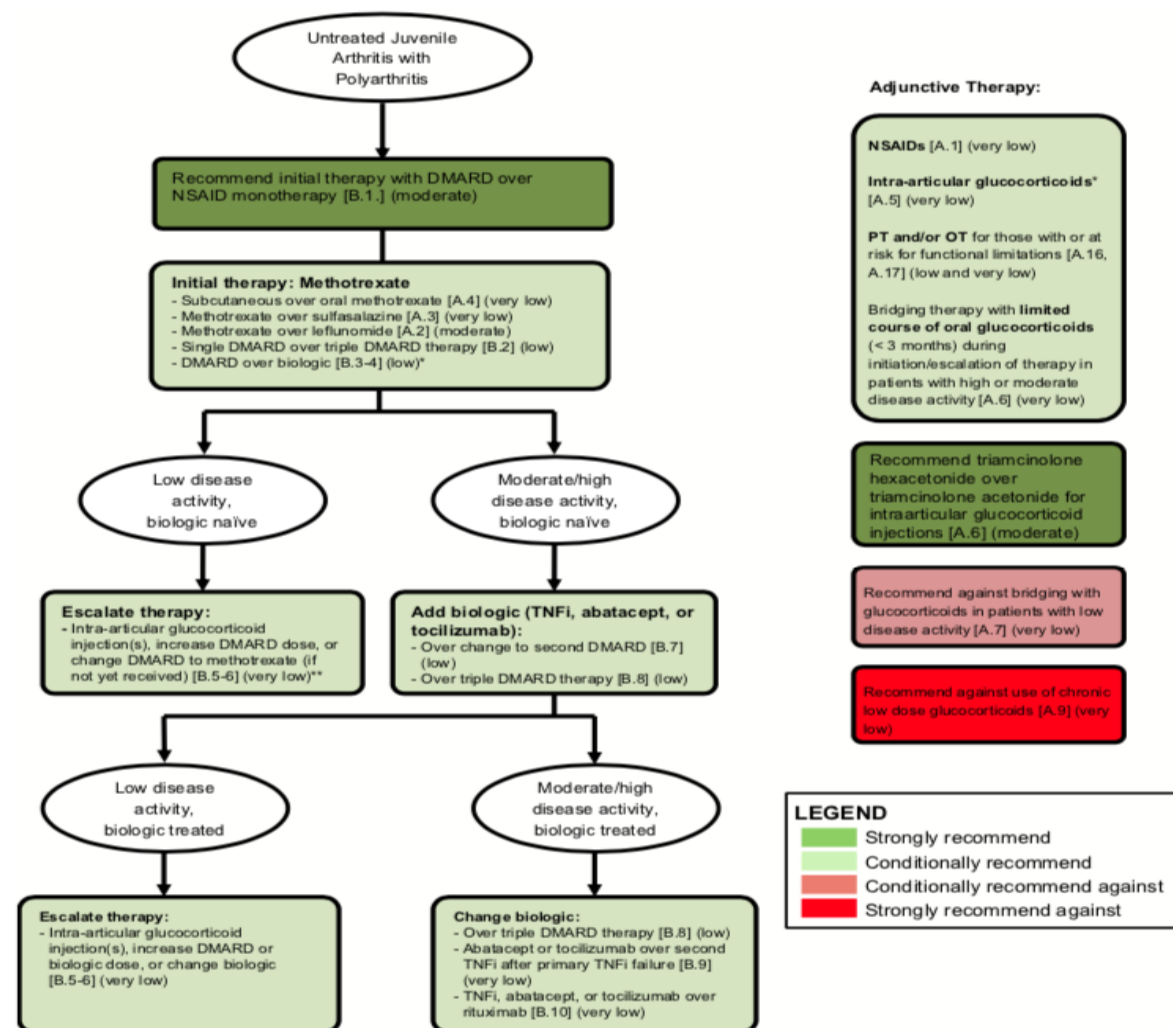 Untreated Juvenile
Arthritis with
Polyarthritis
Recommend initial therapy with DMARD over
NSAID monotherapy [B.1.] (moderate)
Initial therapy: Methotrexate
- Subcutaneous over oral methotrexate [A.4] (very low)
- Methotrexate over sulfasalazine [A.3] (very low)
- Methotrexate over leflunomide [A.2] (moderate)
- Single DMARD over triple DMARD therapy [B.2] (low)
- DMARD over biologic [B.3-4] (low)*
Low disease
activity,
biologic naïve
Moderate/high
disease activity,
biologic naïve
Escalate therapy:
- Intra-articular glucocorticoid
injection(s), increase DMARD dose, or
change DMARD to methotrexate (if
not yet received) [B.5-6] (very low)**
Add biologic (TNFi, abatacept, or
tocilizumab):
- Over change to second DMARD [B.7]
(low)
- Over triple DMARD therapy [B.8] (low)
Low disease
activity,
biologic treated
Moderate/high
disease activity,
biologic treated
Escalate therapy:
- Intra-articular glucocorticoid
injection(s), increase DMARD or
biologic dose, or change biologic
[B.5-6] (very low)
Change biologic:
- Over triple DMARD therapy [B.8] (low)
- Abatacept or tocilizumab over second
TNFi after primary TNFi failure [B.9]
(very low)
- TNFi, abatacept, or tocilizumab over
rituximab [B.10] (very low)
Adjunctive Therapy:
NSAIDs [A.1] (very low)
Intra-articular glucocorticoids*
[A.5] (very low)
PT and/or OT for those with or at
risk for functional limitations [A.16,
A.17] (low and very low)
Bridging therapy with limited
course of oral glucocorticoids
(< 3 months) during
initiation/escalation of therapy in
patients with high or moderate
disease activity [A.6] (very low)
Recommend triamcinolone
hexacetonide over
triamcinolone acetonide for
intraarticular glucocorticoid
injections [A.6] (moderate)
Recommend against bridging with
glucocorticoids in patients with low
disease activity [A.7] (very low)
Recommend against use of chronic
low dose glucocorticoids [A.9] (very
low)
LEGEND
Strongly recommend
Conditionally recommend
Conditionally recommend against
Strongly recommend against